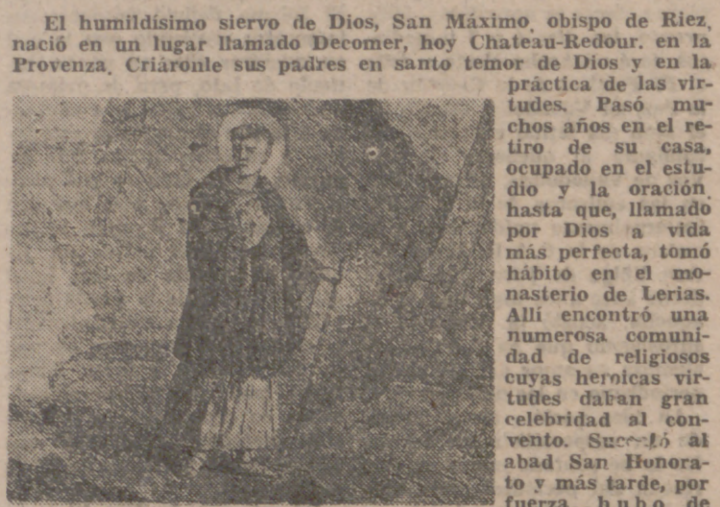 El humildísimo siervo de Dios, San Máximo, obispo de Riez,
nació en un lugar llamado Decomer, hoy Chateau-Redour. en la
Provenza. Criáronle sus padres en santo temor de Dios y en la
práctica de las vir-
tudes. Pasó mu-
chos años en el re-
tiro de su casa,
ocupado en el estu-
dio y la oración,
hasta que, llamado
por Dios a vida
más perfecta, tomó
hábito en el mo-
nasterio de Lerias.
Allí encontró una
numerosa comuni-
dad de religiosos
cuyas heroicas vir-
tudes daban gran
celebridad al con-
vento. Sucedió al
abad San Honora-
to y más tarde, por
fuerza, hubo de